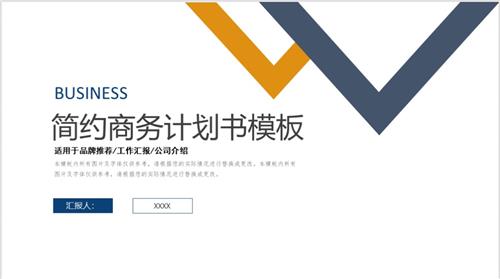 BUSINESS
简约商务计划书模板
适用于品牌推荐/工作汇报/公司介绍
本模板内所有图片及字体仅供参考。请根据您的实际情况进行替换或更改。本模板内所有
图片及字体仅供参考。请根据您的实际情况进行替换或更改。
汇报人： XXXX